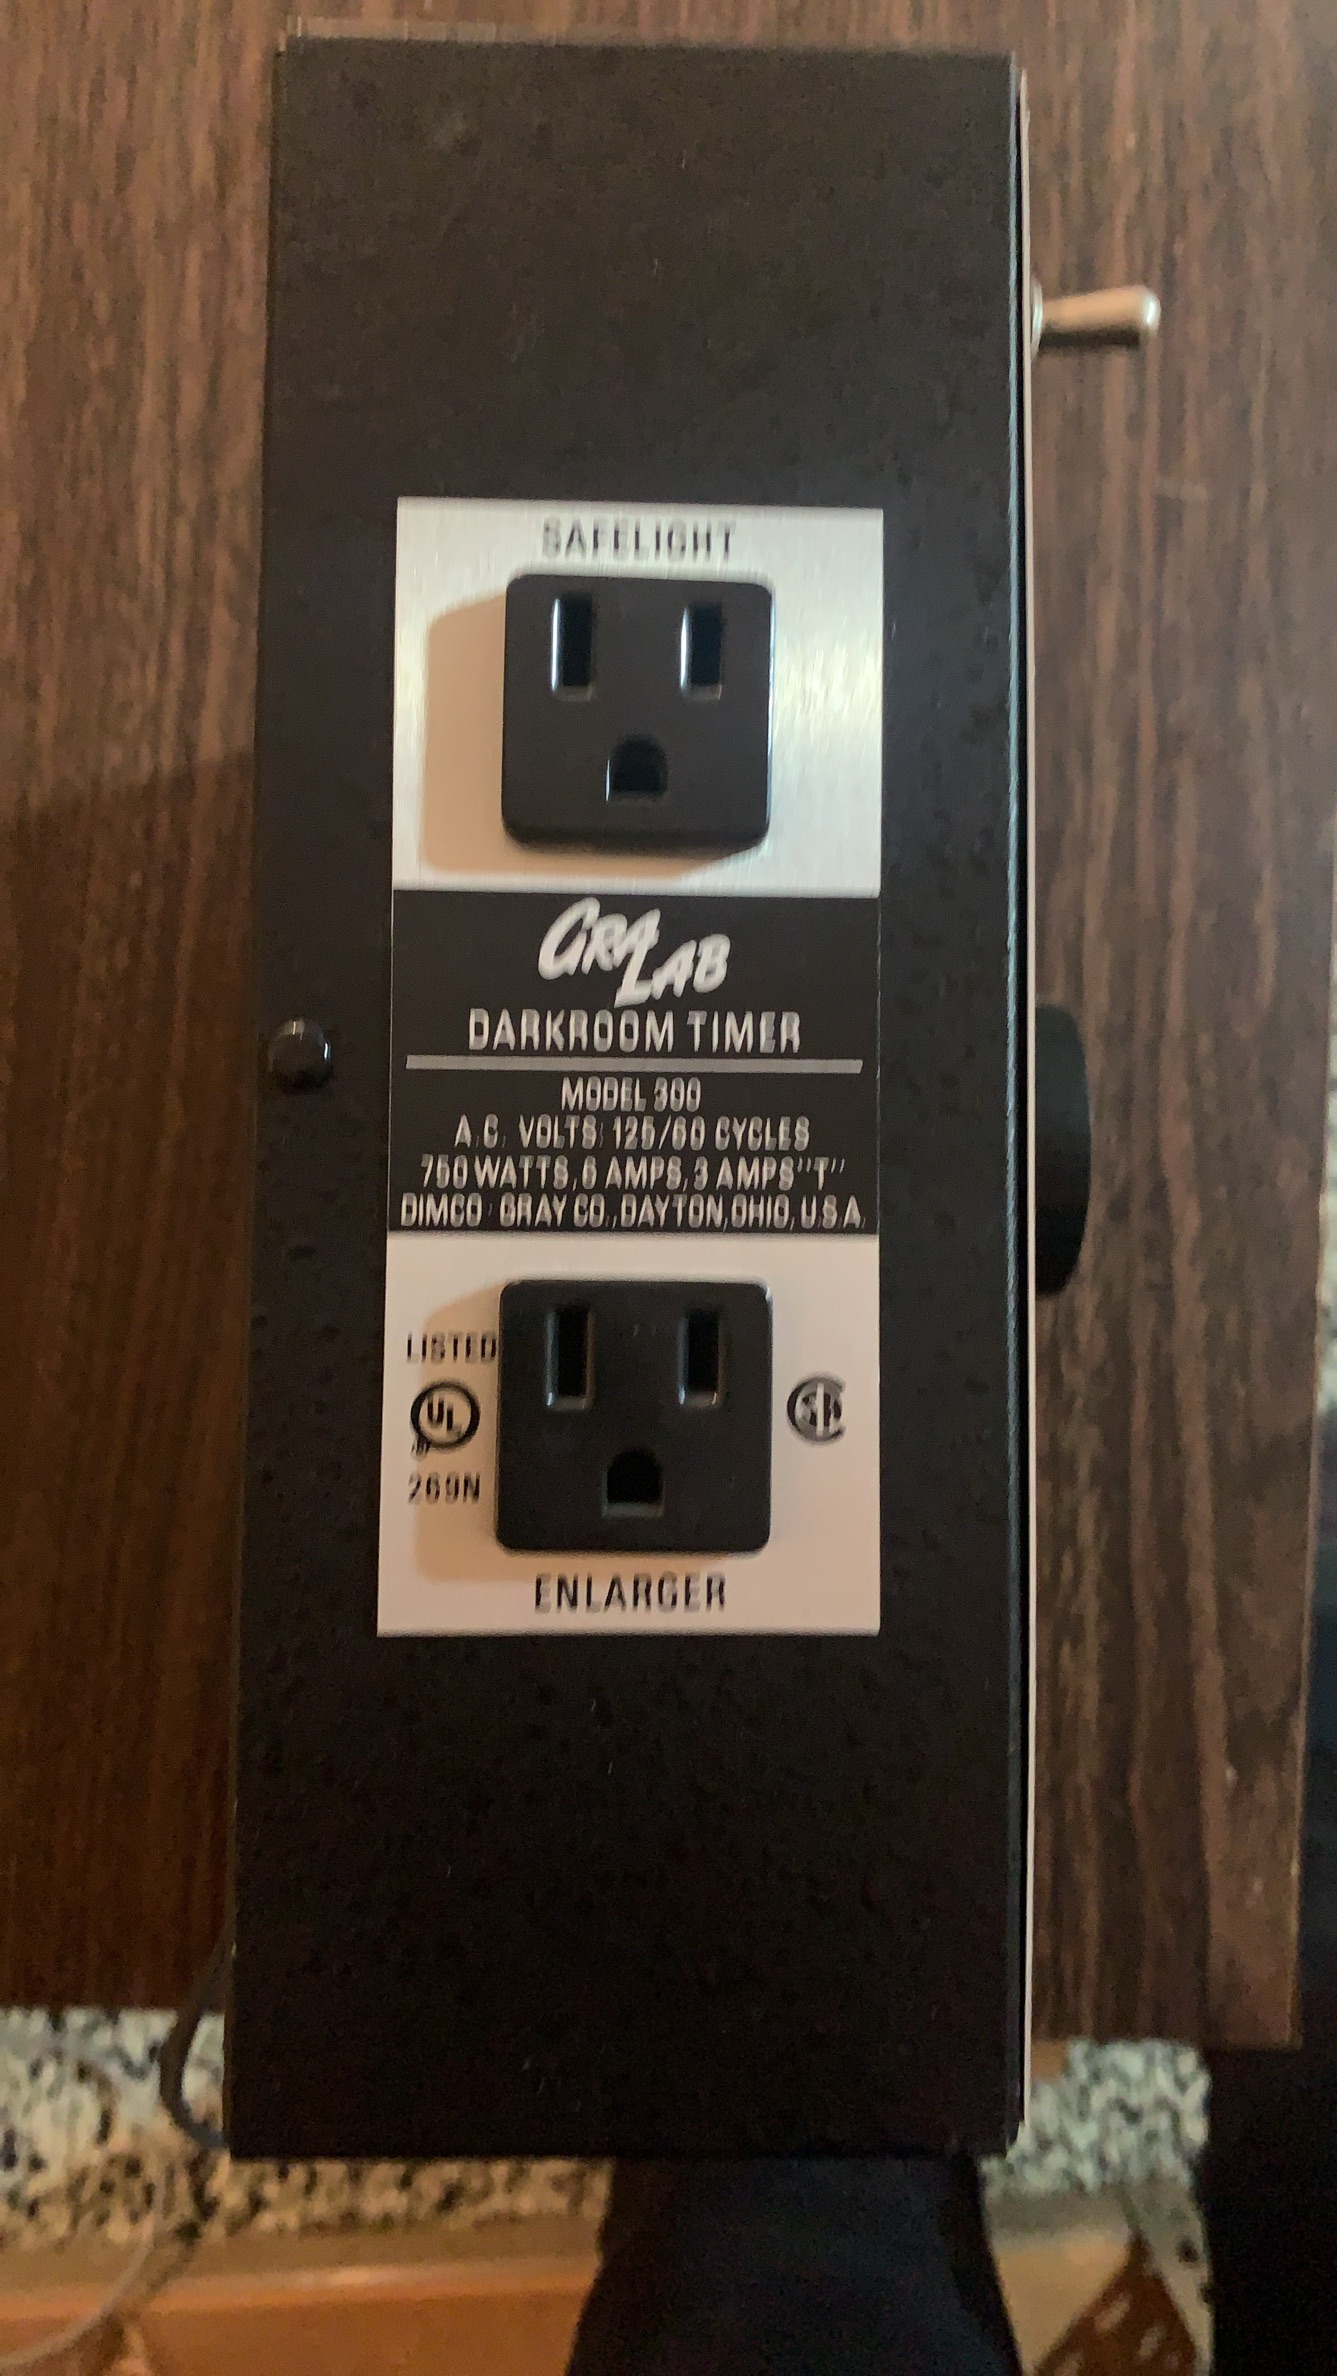 SAFELIGHT
GRALAB
DARKROOM TIMER
MODEL 300
A.C. VOLTS 125/60 CYCLES
750 WATTS, 6 AMPS, 3 AMPS "T"
DIMCO-GRAY CO., DAYTON, OHIO, U.S.A.
LISTED
UL
269N
ENLARGER